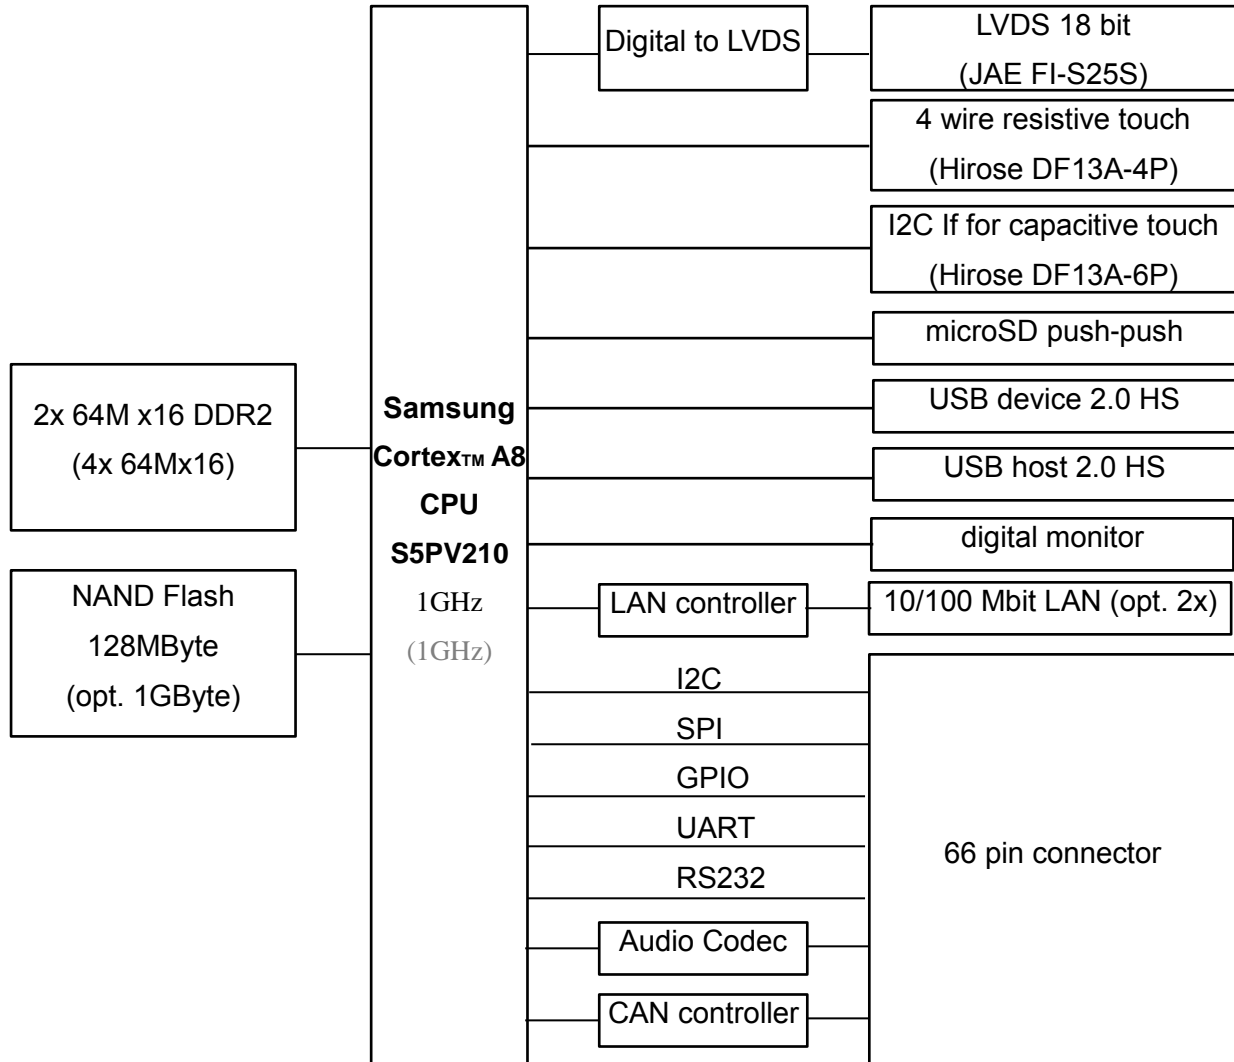 Digital to LVDS
LVDS 18 bit
(JAE FI-S25S)
4 wire resistive touch
(Hirose DF13A-4P)
I2C If for capacitive touch
(Hirose DF13A-6P)
microSD push-push
2x 64M x16 DDR2
(4x 64Mx16)
Samsung
Cortex™ A8
CPU
S5PV210
1GHz
(1GHz)
USB device 2.0 HS
USB host 2.0 HS
digital monitor
NAND Flash
128MByte
(opt. 1GByte)
LAN controller
10/100 Mbit LAN (opt. 2x)
I2C
SPI
GPIO
UART
RS232
Audio Codec
CAN controller
66 pin connector